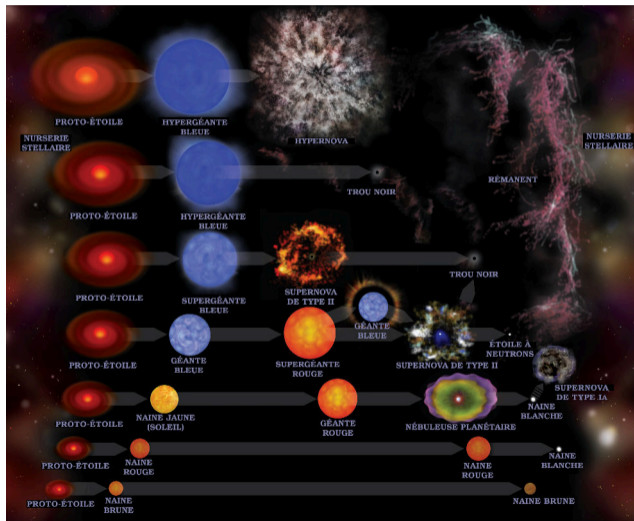 PROTO-ÉTOILE
HYPERGÉANTE
BLEUE
HYPERNOVA
NURSERIE
STELLAIRE
NURSERIE
STELLAIRE
PROTO-ÉTOILE
HYPERGÉANTE
BLEUE
TROU NOIR
RÉMANENT
PROTO-ÉTOILE
SUPERGÉANTE
BLEUE
SUPERNOVA
DE TYPE II
TROU NOIR
PROTO-ÉTOILE
GÉANTE
BLEUE
SUPERGÉANTE
ROUGE
GÉANTE
BLEUE
SUPERNOVA DE TYPE II
ÉTOILE À
NEUTRONS
SUPERNOVA
DE TYPE IA
PROTO-ÉTOILE
NAINE JAUNE
(SOLEIL)
GÉANTE
ROUGE
NÉBULEUSE PLANÉTAIRE
NAINE
BLANCHE
PROTO-ÉTOILE
NAINE
ROUGE
NAINE
ROUGE
NAINE
BLANCHE
PROTO-ÉTOILE
NAINE
BRUNE
NAINE BRUNE